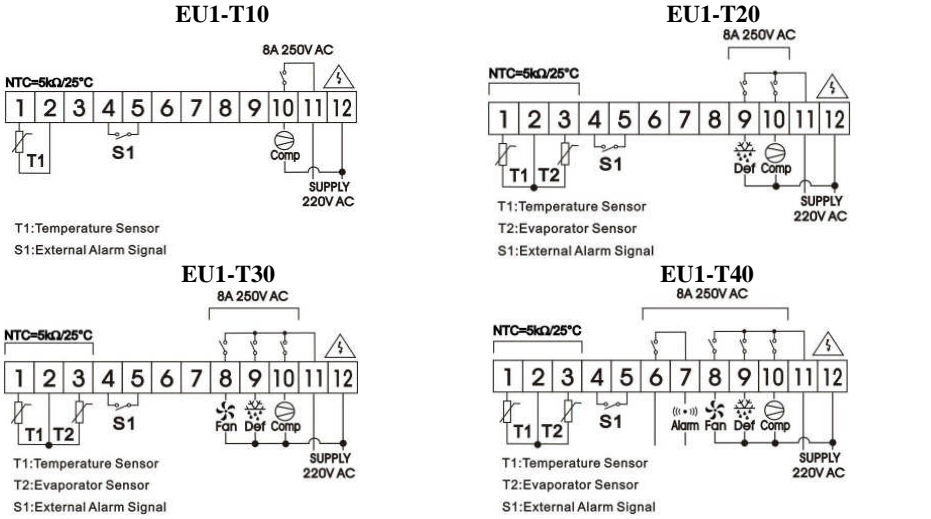 EU1-T10
8A 250V AC
NTC=5kΩ/25°C
1 2 3 4 5 6 7 8 9 10 11 12
T1
S1
Comp
SUPPLY
220V AC
T1:Temperature Sensor
S1:External Alarm Signal
EU1-T20
8A 250V AC
NTC=5kΩ/25°C
1 2 3 4 5 6 7 8 9 10 11 12
T1 T2
S1
Def Comp
SUPPLY
220V AC
T1:Temperature Sensor
T2:Evaporator Sensor
S1:External Alarm Signal
EU1-T30
8A 250V AC
NTC=5kΩ/25°C
1 2 3 4 5 6 7 8 9 10 11 12
T1 T2
S1
Fan Def Comp
SUPPLY
220V AC
T1:Temperature Sensor
T2:Evaporator Sensor
S1:External Alarm Signal
EU1-T40
8A 250V AC
NTC=5kΩ/25°C
1 2 3 4 5 6 7 8 9 10 11 12
T1 T2
S1
Alarm Fan Def Comp
SUPPLY
220V AC
T1:Temperature Sensor
T2:Evaporator Sensor
S1:External Alarm Signal